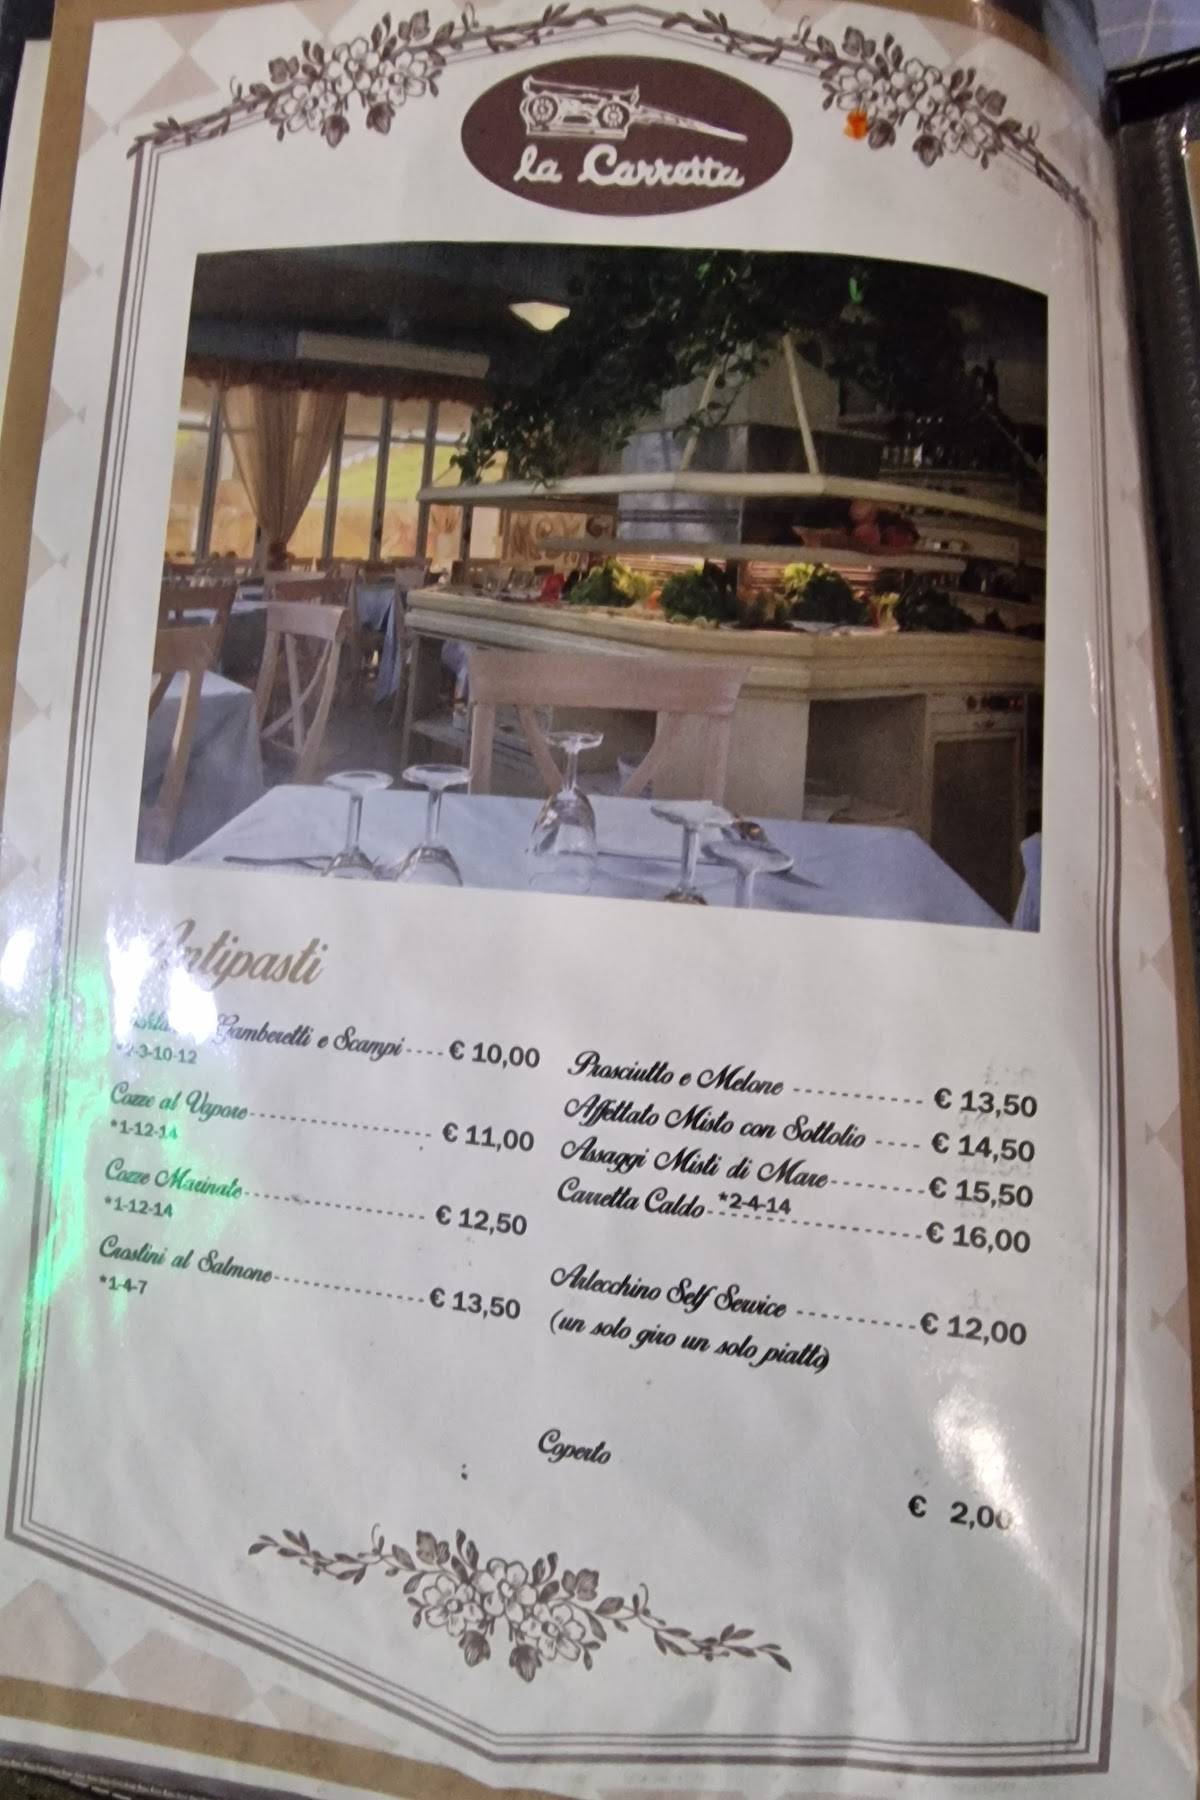 la Carretta
Antipasti
Gamberetti e Scampi ---- € 10,00
*2-3-10-12
Cozze al Vapore ---- € 11,00
*1-12-14
Cozze Marinate ---- € 12,50
*1-12-14
Crostini al Salmone ---- € 13,50
*1-4-7
Prosciutto e Melone ---- € 13,50
Affettato Misto con Sottolio ---- € 14,50
Assaggi Misti di Mare ---- € 15,50
*2-4-14
Carretta Caldo ---- € 16,00
Arlecchino Self Service ---- € 12,00
(un solo giro un solo piatto)
Coperto
€ 2,00